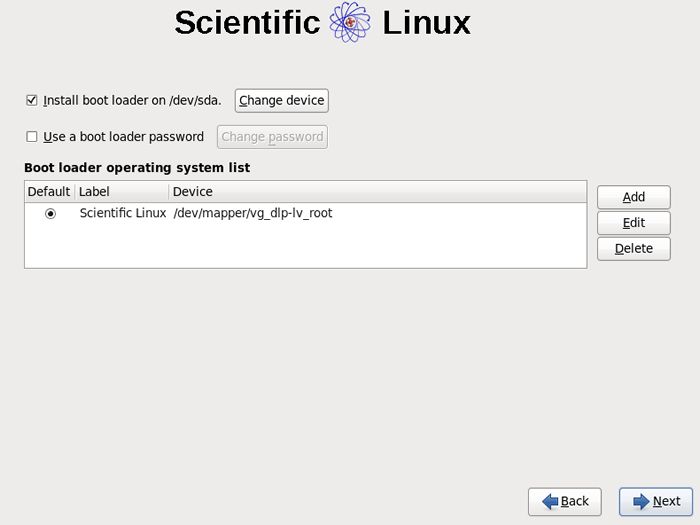 Scientific Linux
Install boot loader on /dev/sda. Change device
Use a boot loader password Change password
Boot loader operating system list
Default Label Device
Scientific Linux /dev/mapper/vg_dlp-lv_root
Add
Edit
Delete
Back Next